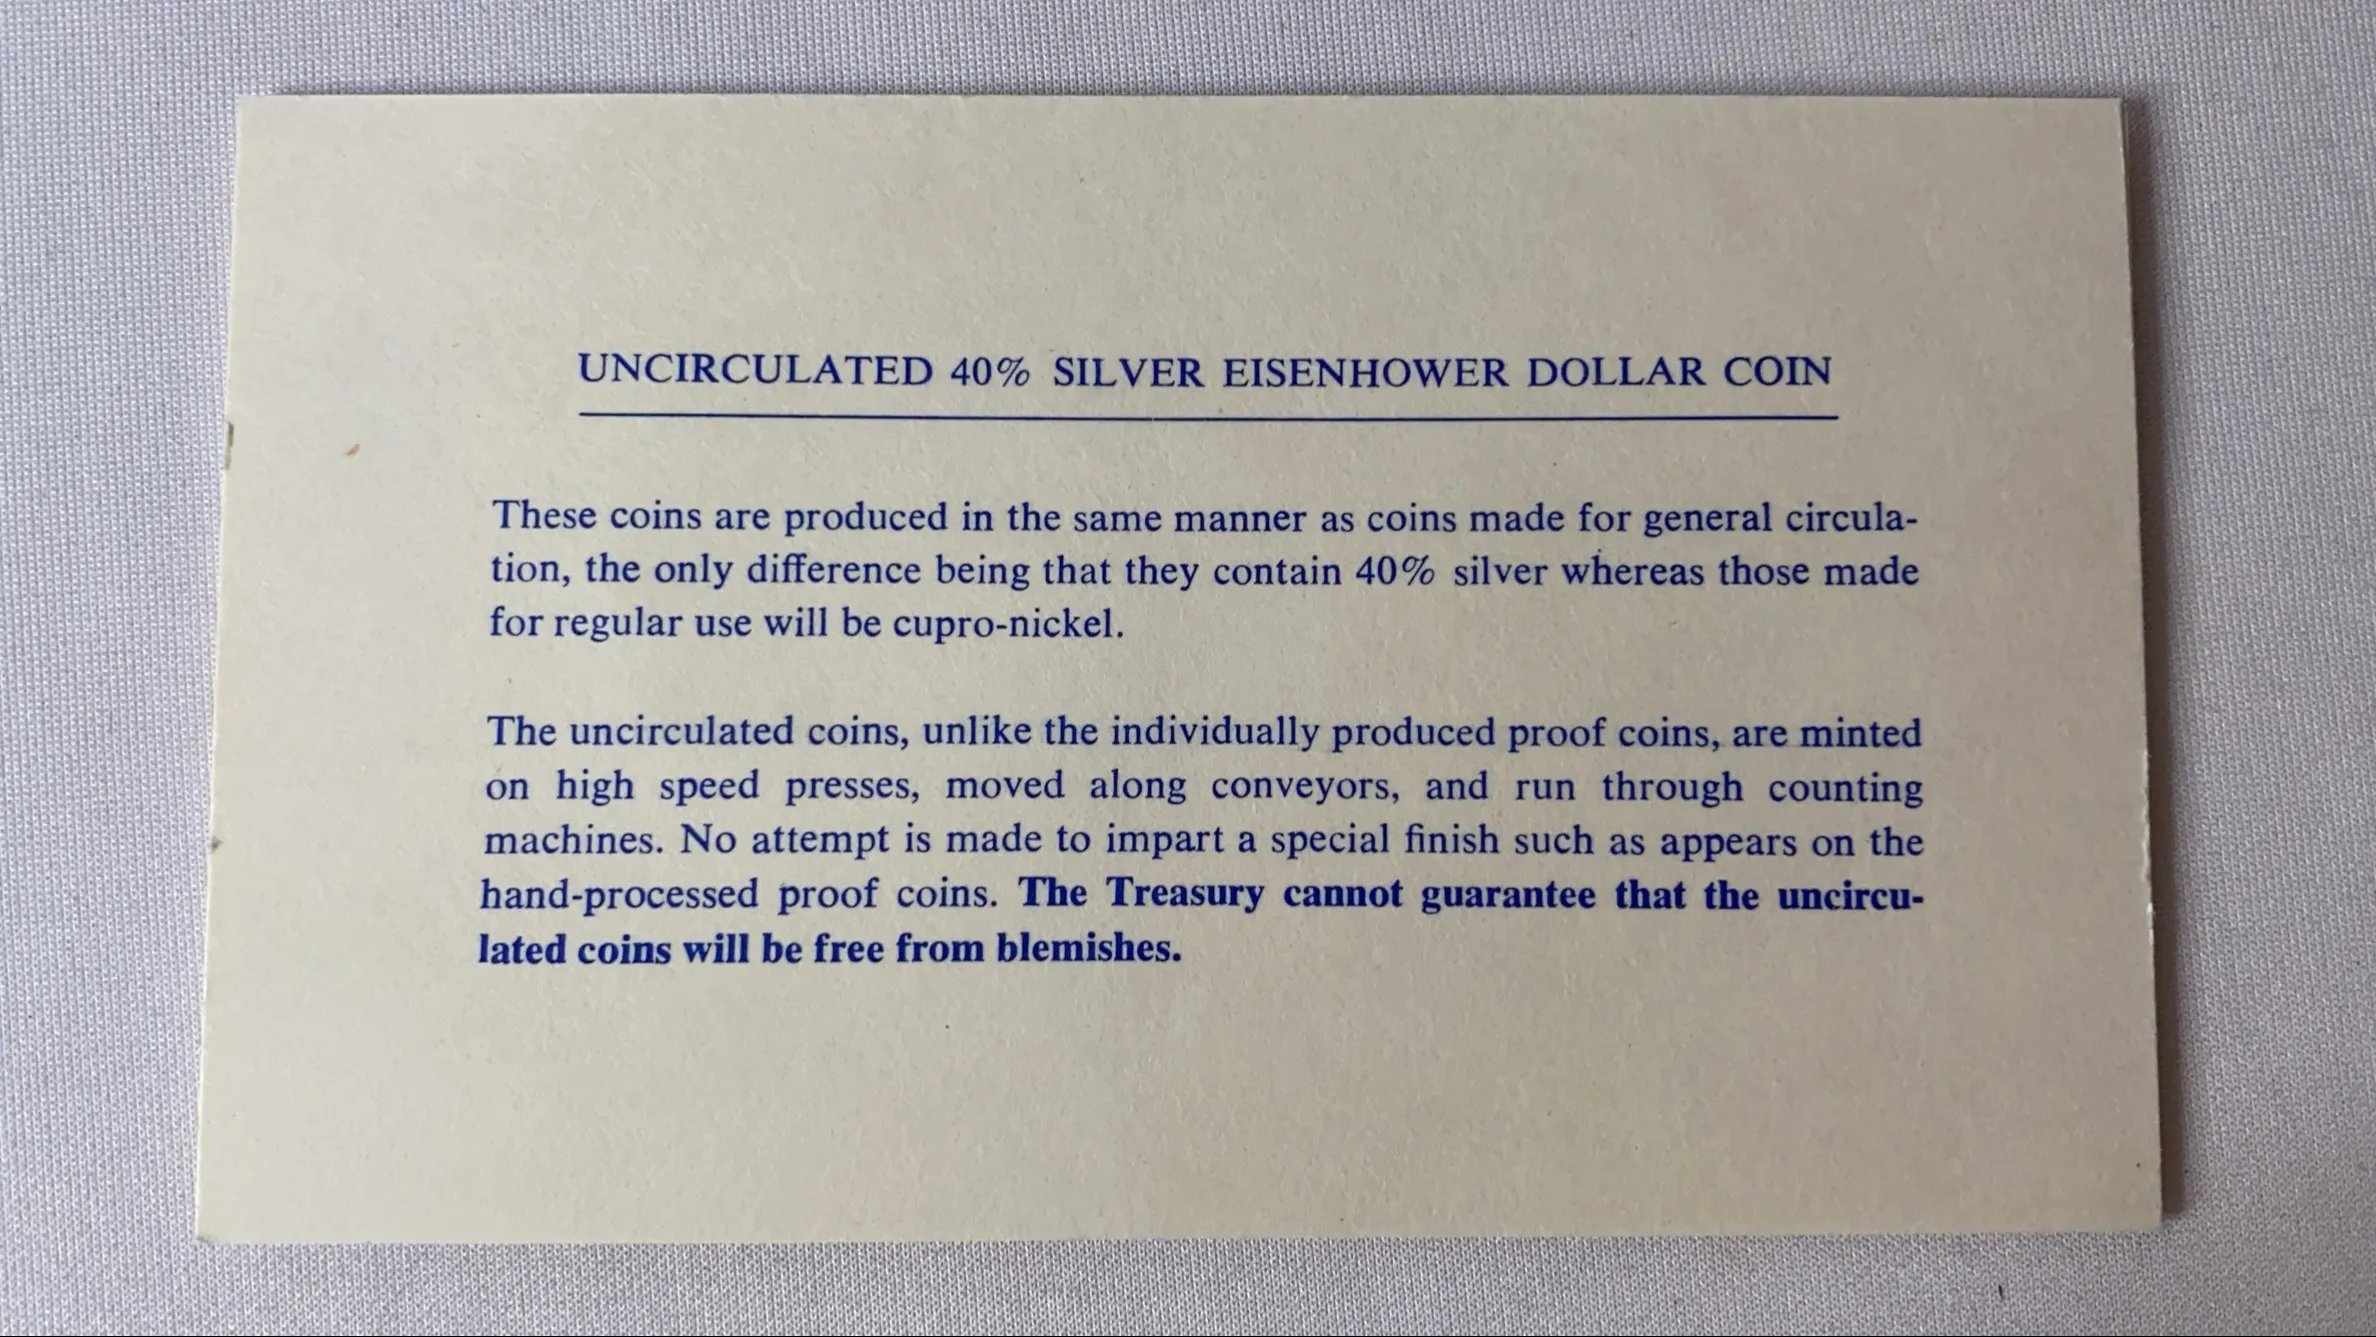 UNCIRCULATED 40% SILVER EISENHOWER DOLLAR COIN
These coins are produced in the same manner as coins made for general circula-
tion, the only difference being that they contain 40% silver whereas those made
for regular use will be cupro-nickel.
The uncirculated coins, unlike the individually produced proof coins, are minted
on high speed presses, moved along conveyors, and run through counting
machines. No attempt is made to impart a special finish such as appears on the
hand-processed proof coins. The Treasury cannot guarantee that the uncircu-
lated coins will be free from blemishes.